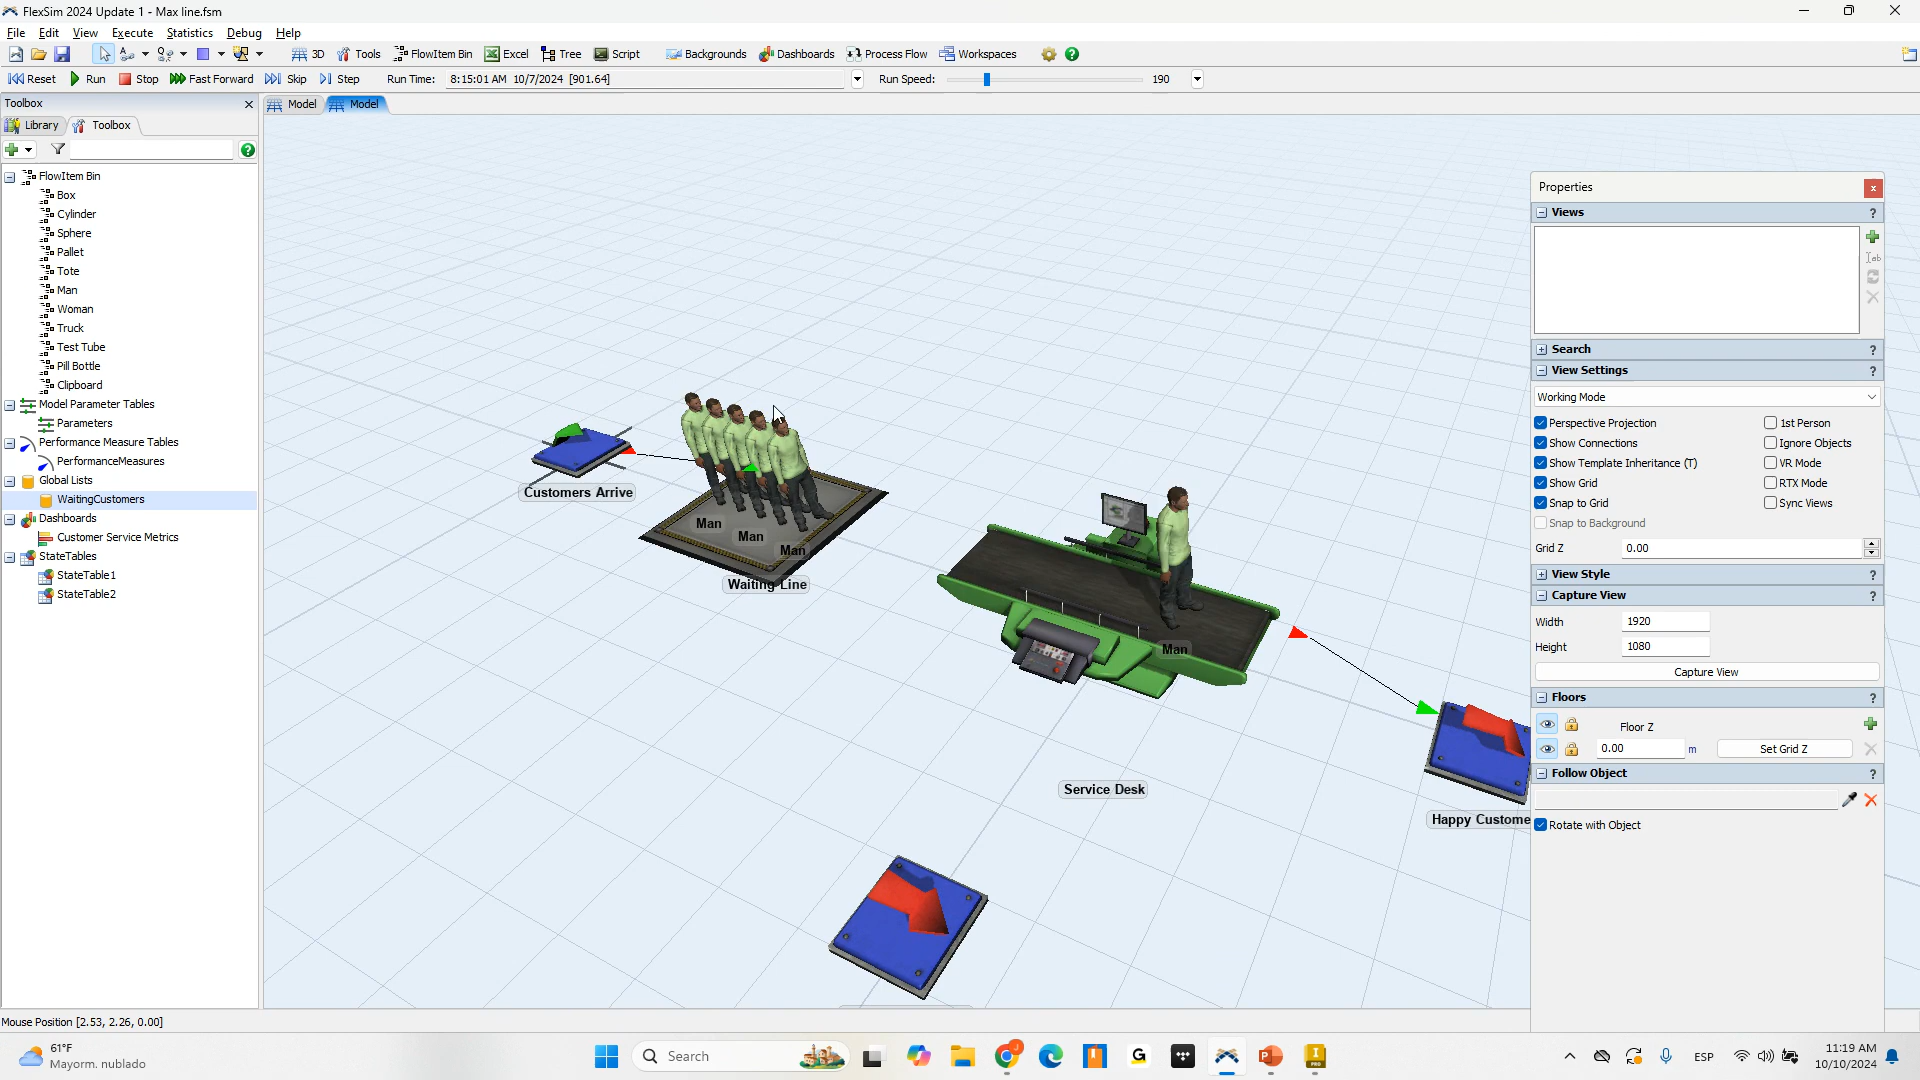 FlexSim 2024 Update 1 - Max line.fsm
File Edit View Execute Statistics Debug Help
3D Tools FlowItem Bin Excel Tree Script Backgrounds Dashboards Process Flow Workspaces
Reset Run Stop Fast Forward Skip Step Run Time: 8:15:01 AM 10/7/2024 [901.64] Run Speed: 190
Toolbox
Library Toolbox
Model Model
FlowItem Bin
Box
Cylinder
Sphere
Pallet
Tote
Man
Woman
Truck
Test Tube
Pill Bottle
Clipboard
Model Parameter Tables
Parameters
Performance Measure Tables
PerformanceMeasures
Global Lists
WaitingCustomers
Dashboards
Customer Service Metrics
StateTables
StateTable1
StateTable2
Customers Arrive
Man
Man
Man
Waiting Line
Man
Service Desk
Happy Custome
Properties
Views
Search
View Settings
Working Mode
Perspective Projection 1st Person
Show Connections Ignore Objects
Show Template Inheritance (T) VR Mode
Show Grid RTX Mode
Snap to Grid Sync Views
Snap to Background
Grid Z 0.00
View Style
Capture View
Width 1920
Height 1080
Capture View
Floors
Floor Z
0.00 m Set Grid Z
Follow Object
Rotate with Object
Mouse Position [2.53, 2.26, 0.00]
61°F
Mayorm. nublado
Search
ESP
11:19 AM
10/10/2024